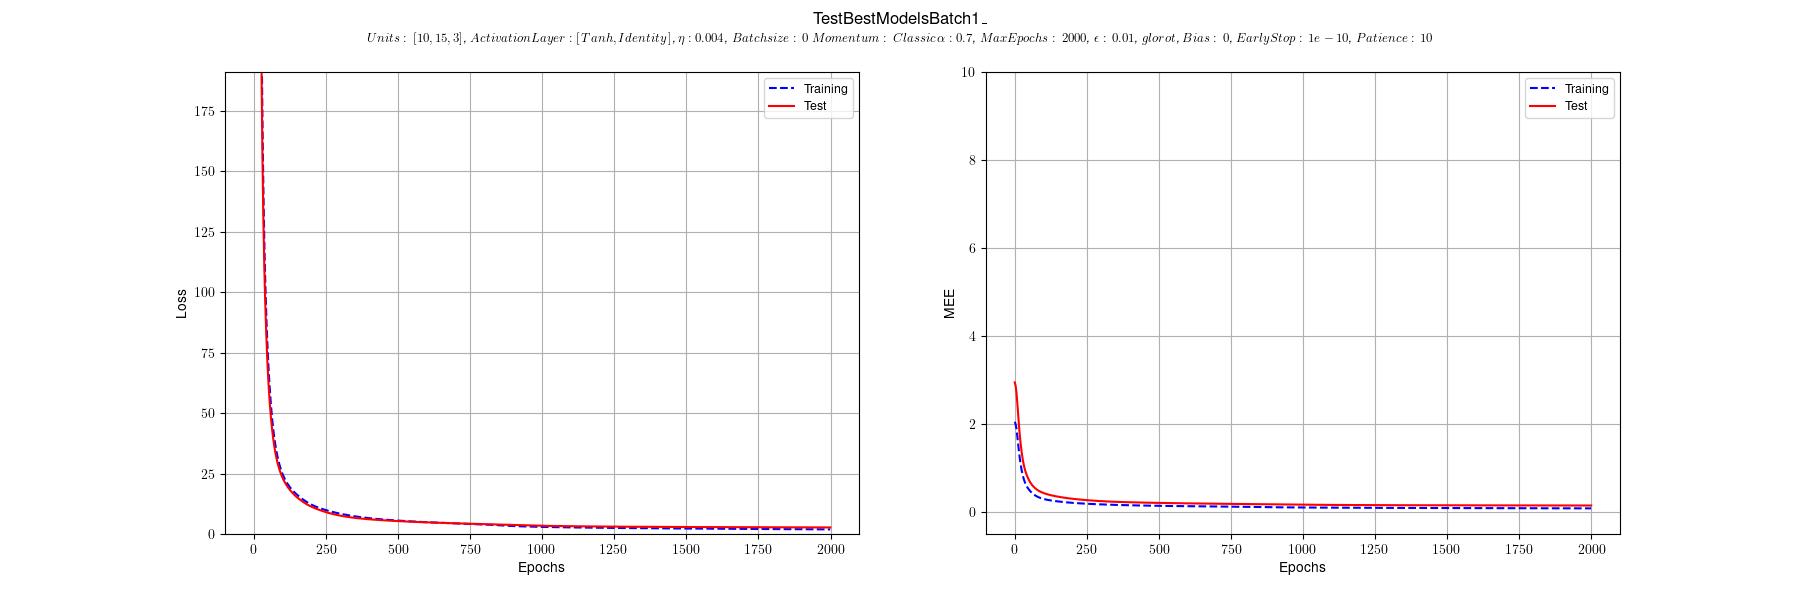 TestBestModelsBatch1_
Units : [10, 15, 3], ActivationLayer : [Tanh, Identity], η : 0.004, Batchsize : 0 Momentum : Classicα : 0.7, MaxEpochs : 2000, ϵ : 0.01, glorot, Bias : 0, EarlyStop : 1e − 10, Patience : 10
Training
Test
175
150
125
100
75
50
25
0
Loss
0 250 500 750 1000 1250 1500 1750 2000
Epochs
Training
Test
10
8
6
4
2
0
MEE
0 250 500 750 1000 1250 1500 1750 2000
Epochs